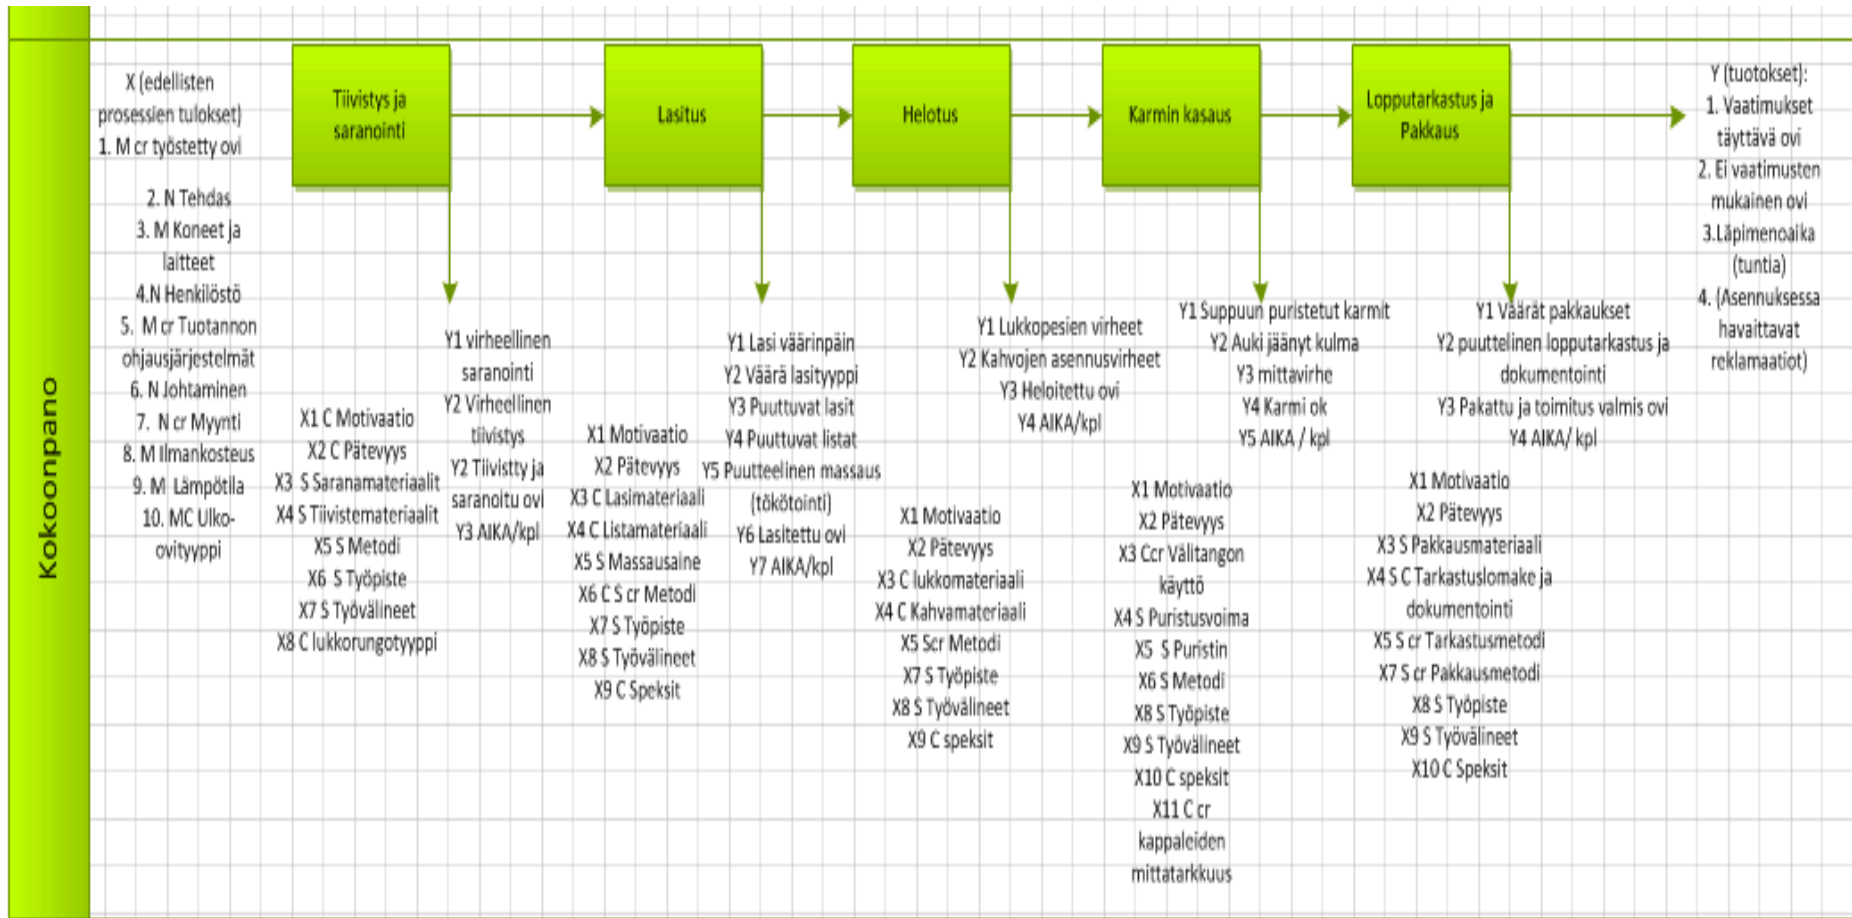 Kokoonpano
X (edellisten
prosessien tulokset)
1. M cr työstetty ovi
2. N Tehdas
3. M Koneet ja
laitteet
4.N Henkilöstö
5. M cr Tuotannon
ohjausjärjestelmät
6. N Johtaminen
7. N cr Myynti
8. M Ilmankosteus
9. M Lämpötila
10. MC Ulko-
ovityyppi
Tiivistys ja
saranointi
X1 C Motivaatio
X2 C Pätevyys
X3 S Saranamateriaalit
X4 S Tiivistemateriaalit
X5 S Metodi
X6 S Työpiste
X7 S Työvälineet
X8 C lukkorungotyyppi
Y1 virheellinen
saranointi
Y2 Virheellinen
tiivistys
Y2 Tiivistty ja
saranoitu ovi
Y3 AIKA/kpl
Lasitus
X1 Motivaatio
X2 Pätevyys
X3 C Lasimateriaali
X4 C Listamateriaali
X5 S Massausaine
X6 C S cr Metodi
X7 S Työpiste
X8 S Työvälineet
X9 C Speksit
Y1 Lasi väärinpäin
Y2 Väärä lasityyppi
Y3 Puuttuvat lasit
Y4 Puuttuvat listat
Y5 Puutteelinen massaus
(tökötointi)
Y6 Lasitettu ovi
Y7 AIKA/kpl
Helotus
X1 Motivaatio
X2 Pätevyys
X3 C lukkomateriaali
X4 C Kahvamateriaali
X5 Scr Metodi
X7 S Työpiste
X8 S Työvälineet
X9 C speksit
Y1 Lukkopesien virheet
Y2 Kahvojen asennusvirheet
Y3 Heloitettu ovi
Y4 AIKA/kpl
Karmin kasaus
Y1 Suppuun puristetut karmit
Y2 Auki jäänyt kulma
Y3 mittavirhe
Y4 Karmi ok
Y5 AIKA / kpl
X1 Motivaatio
X2 Pätevyys
X3 Ccr Välitangon
käyttö
X4 S Puristusvoima
X5 S Puristin
X6 S Metodi
X8 S Työpiste
X9 S Työvälineet
X10 C speksit
X11 C cr
kappaleiden
mittatarkkuus
Lopputarkastus ja
Pakkaus
Y1 Väärät pakkaukset
Y2 puuttelinen lopputarkastus ja
dokumentointi
Y3 Pakattu ja toimitus valmis ovi
Y4 AIKA/ kpl
X1 Motivaatio
X2 Pätevyys
X3 S Pakkausmateriaali
X4 S C Tarkastuslomake ja
dokumentointi
X5 S cr Tarkastusmetodi
X7 S cr Pakkausmetodi
X8 S Työpiste
X9 S Työvälineet
X10 C Speksit
Y (tuotokset):
1. Vaatimukset
täyttävä ovi
2. Ei vaatimusten
mukainen ovi
3.Läpimenoaika
(tuntia)
4. (Asennuksessa
havaittavat
reklamaatiot)